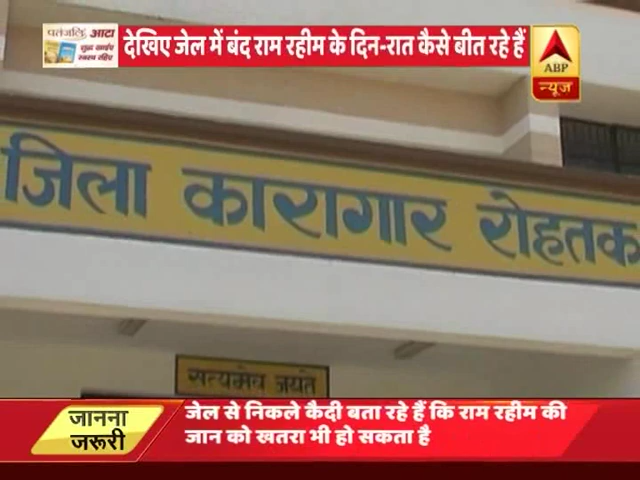 पतंजलि आटा
देखिए जेल में बंद राम रहीम के दिन-रात कैसे बीत रहे हैं
ABP
न्यूज़
जिला कारागार रोहतक
सत्यमेव जयते
जानना
जरूरी
जेल से निकले कैदी बता रहे हैं कि राम रहीम की
जान को खतरा भी हो सकता है